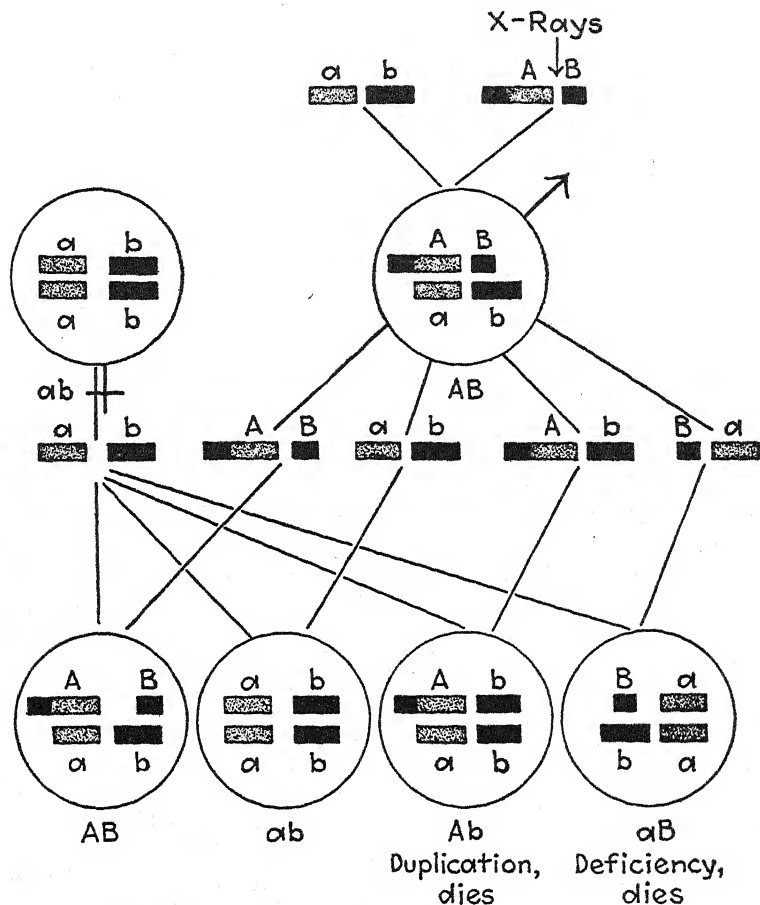 X-Rays
a b A B
a b A B
a b a b
AB
ab
a b A B a b A b B a
A B a b A b B a
a b a b a b b a
AB ab Ab aB
Duplication, Deficiency,
dies dies